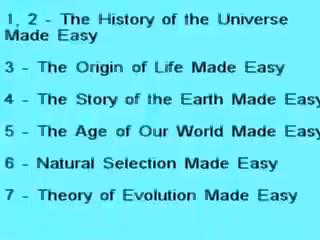 1, 2 - The History of the Universe
Made Easy
3 - The Origin of Life Made Easy
4 - The Story of the Earth Made Easy
5 - The Age of Our World Made Easy
6 - Natural Selection Made Easy
7 - Theory of Evolution Made Easy